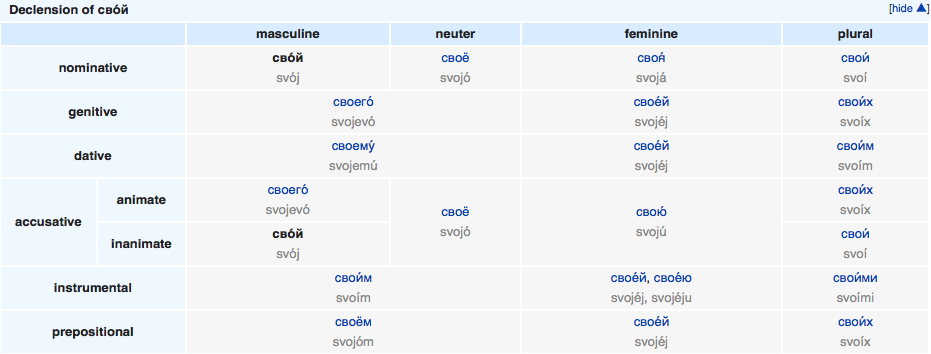 Declension of сво́й [hide ▲]
masculine neuter feminine plural
nominative сво́й своё своя́ свои́
svój svojó svojá svoí
genitive своего́ свое́й свои́х
svojevó svojéj svoíx
dative своему́ свое́й свои́м
svojemú svojéj svoím
accusative animate своего́ своё свою́ свои́х
svojevó svojó svojú svoíx
inanimate сво́й свои́
svój svoí
instrumental свои́м свое́й, свое́ю свои́ми
svoím svojéj, svojéju svoími
prepositional своём свое́й свои́х
svojóm svojéj svoíx